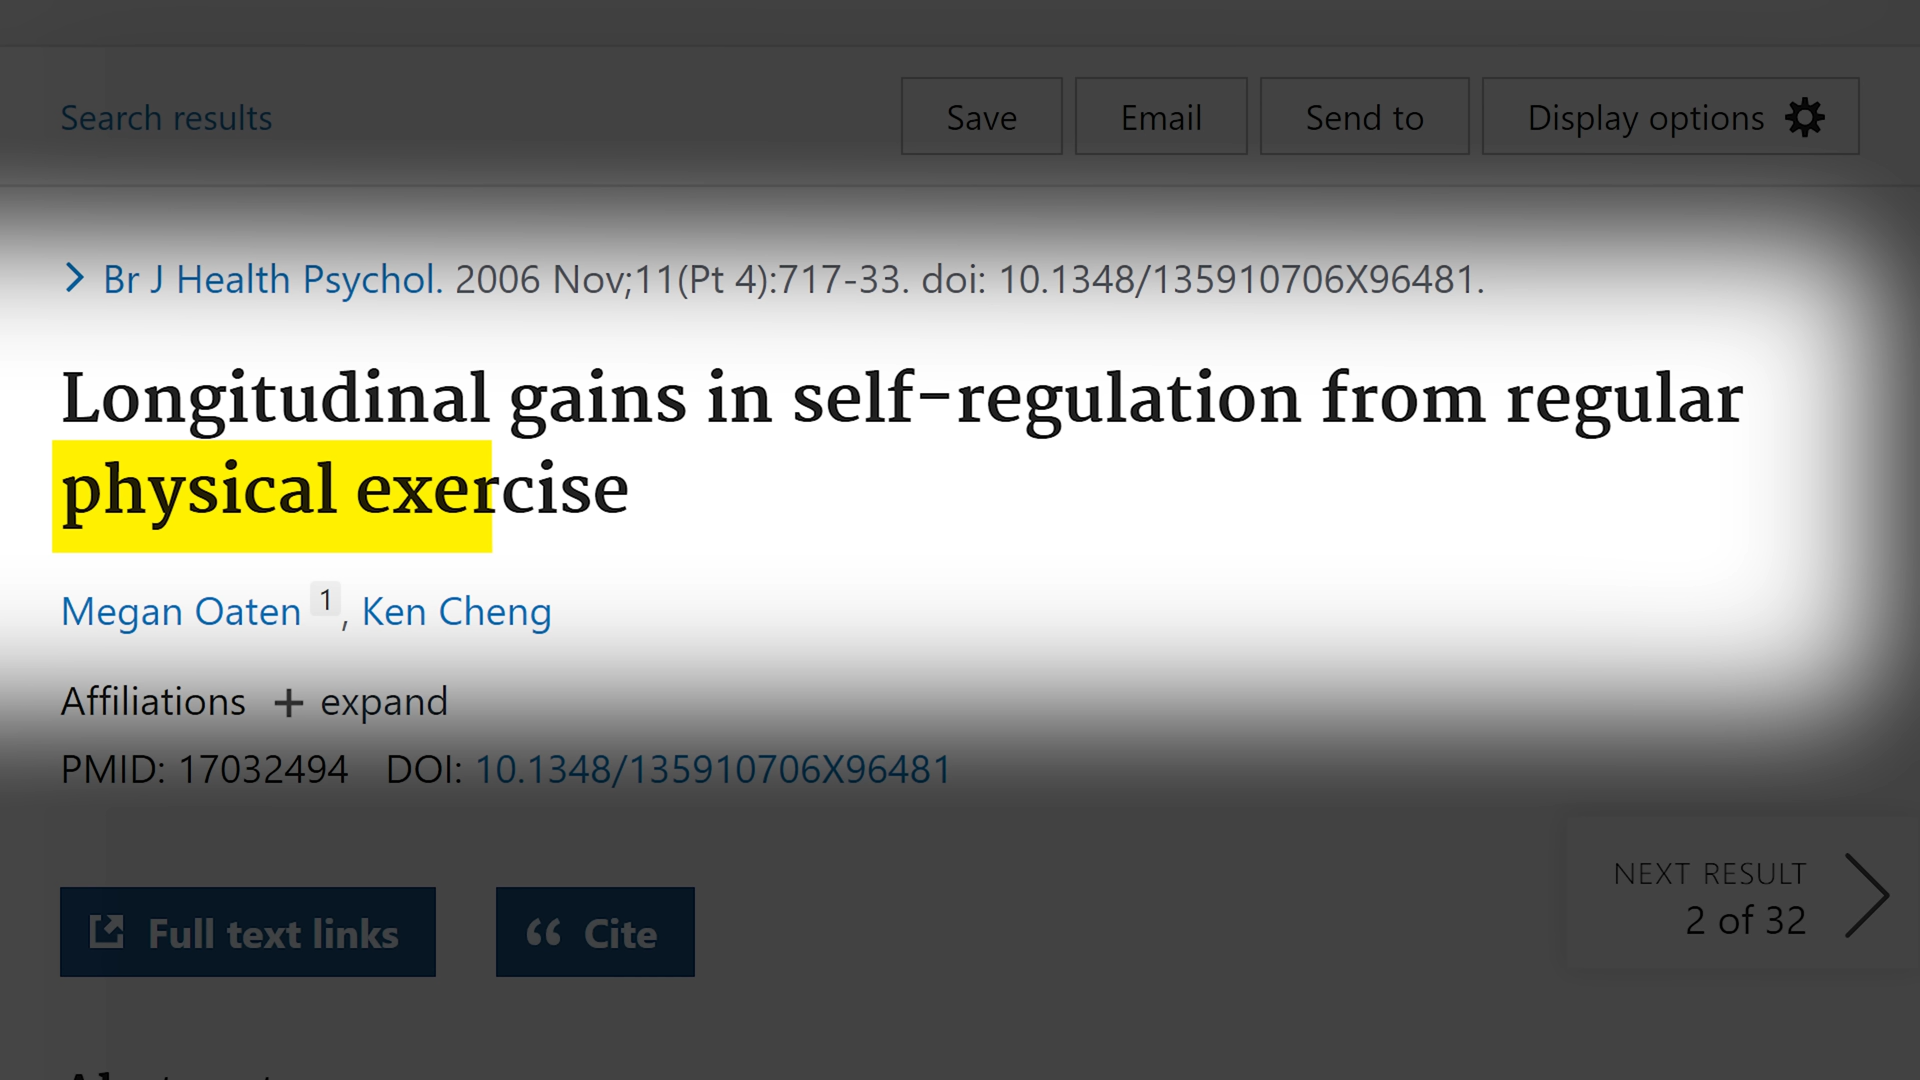 Search results
Save
Email
Send to
Display options
Br J Health Psychol. 2006 Nov;11(Pt 4):717-33. doi: 10.1348/135910706X96481.
Longitudinal gains in self-regulation from regular
physical exercise
Megan Oaten 1, Ken Cheng
Affiliations + expand
PMID: 17032494 DOI: 10.1348/135910706X96481
NEXT RESULT
2 of 32
Full text links
Cite